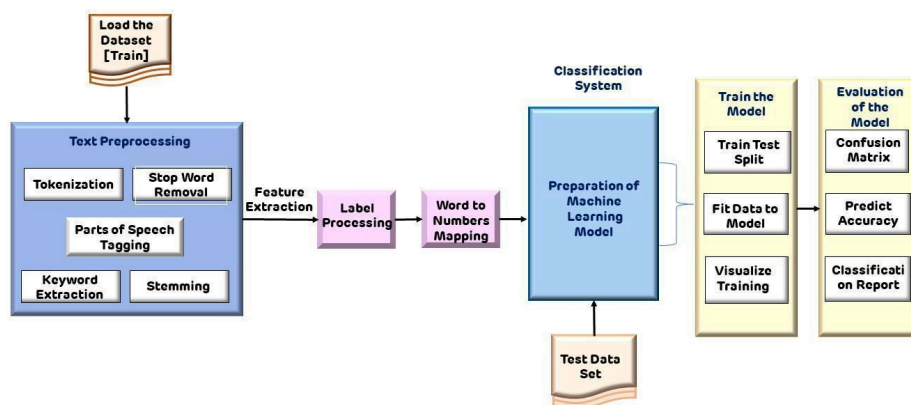 Load the
Dataset
[Train]
Text Preprocessing
Tokenization
Stop Word
Removal
Parts of Speech
Tagging
Keyword
Extraction
Stemming
Feature
Extraction
Label
Processing
Word to
Numbers
Mapping
Classification
System
Preparation of
Machine
Learning
Model
Test Data
Set
Train the
Model
Train Test
Split
Fit Data to
Model
Visualize
Training
Evaluation
of the
Model
Confusion
Matrix
Predict
Accuracy
Classificati
on Report